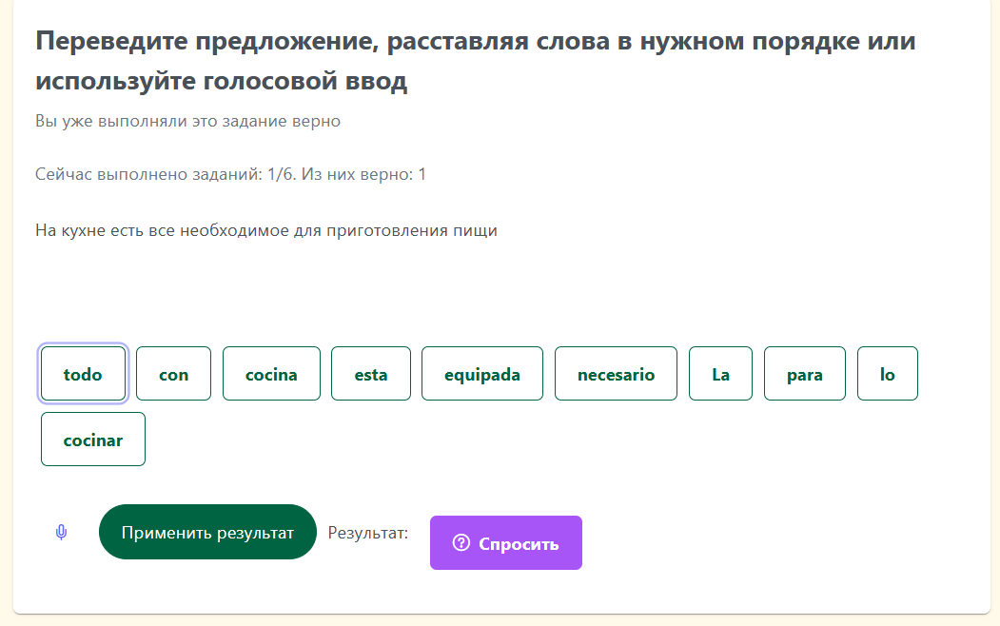 Переведите предложение, расставляя слова в нужном порядке или
используйте голосовой ввод
Вы уже выполняли это задание верно
Сейчас выполнено заданий: 1/6. Из них верно: 1
На кухне есть все необходимое для приготовления пищи
todo con cocina esta equipada necesario La para lo
cocinar
Применить результат Результат: Спросить